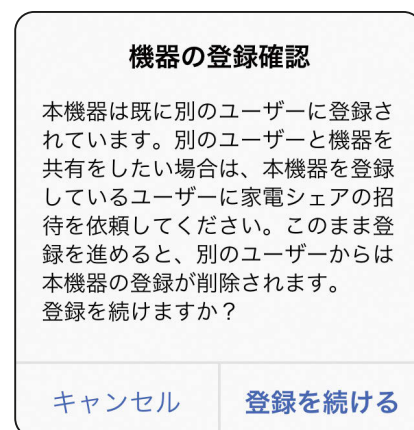 機器の登録確認
本機器は既に別のユーザーに登録さ
れています。別のユーザーと機器を
共有をしたい場合は、本機器を登録
しているユーザーに家電シェアの招
待を依頼してください。このまま登
録を進めると、別のユーザーからは
本機器の登録が削除されます。
登録を続けますか？
キャンセル
登録を続ける